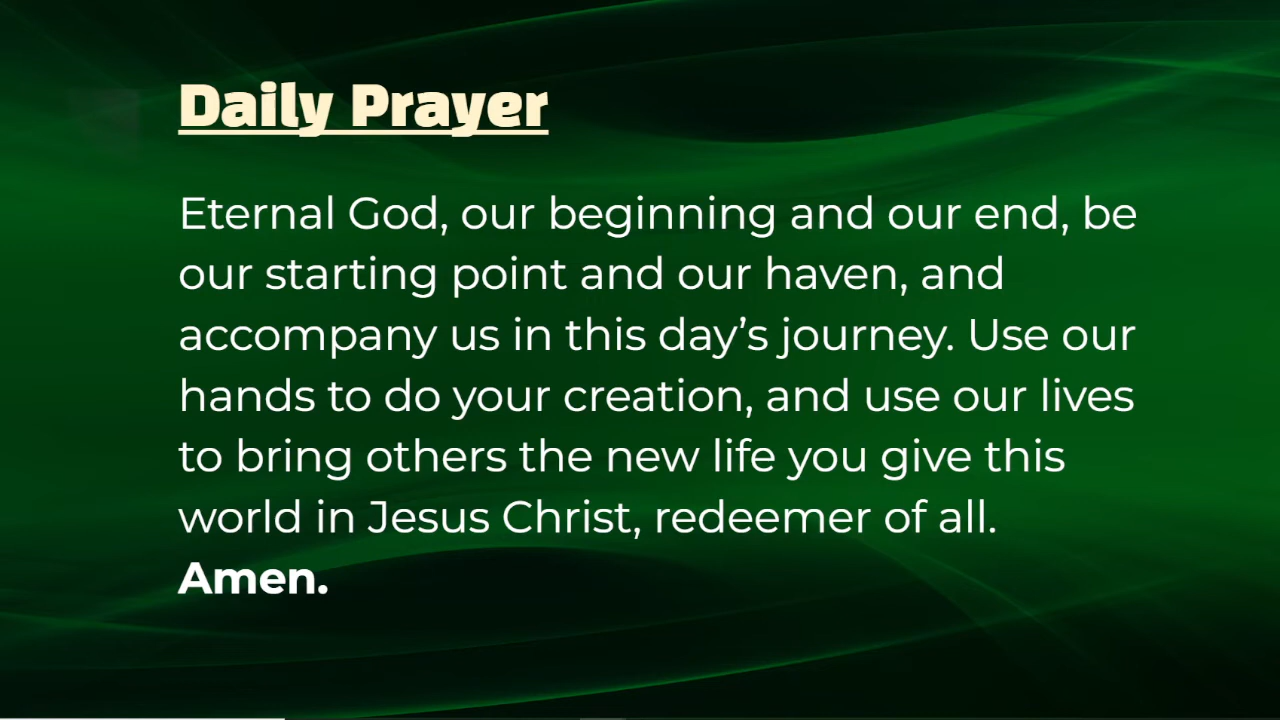 Daily Prayer
Eternal God, our beginning and our end, be
our starting point and our haven, and
accompany us in this day’s journey. Use our
hands to do your creation, and use our lives
to bring others the new life you give this
world in Jesus Christ, redeemer of all.
Amen.